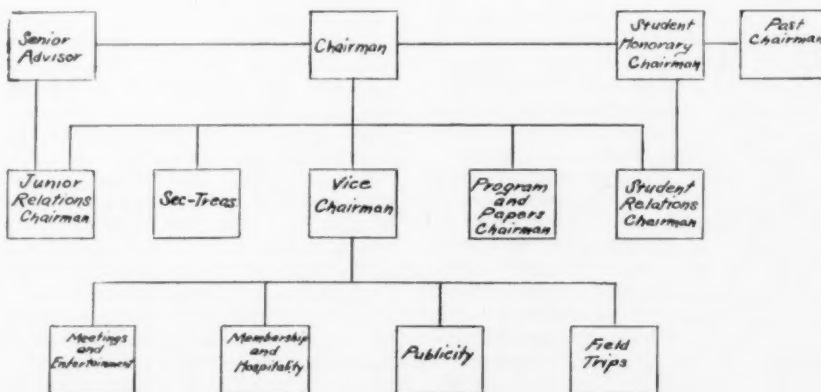 Senior
Advisor
Chairman
Student
Honorary
Chairman
Past
Chairman
Junior
Relations
Chairman
Sec-Treas
Vice
Chairman
Program
and
Papers
Chairman
Student
Relations
Chairman
Meetings
and
Entertainment
Membership
and
Hospitality
Publicity
Field
Trips